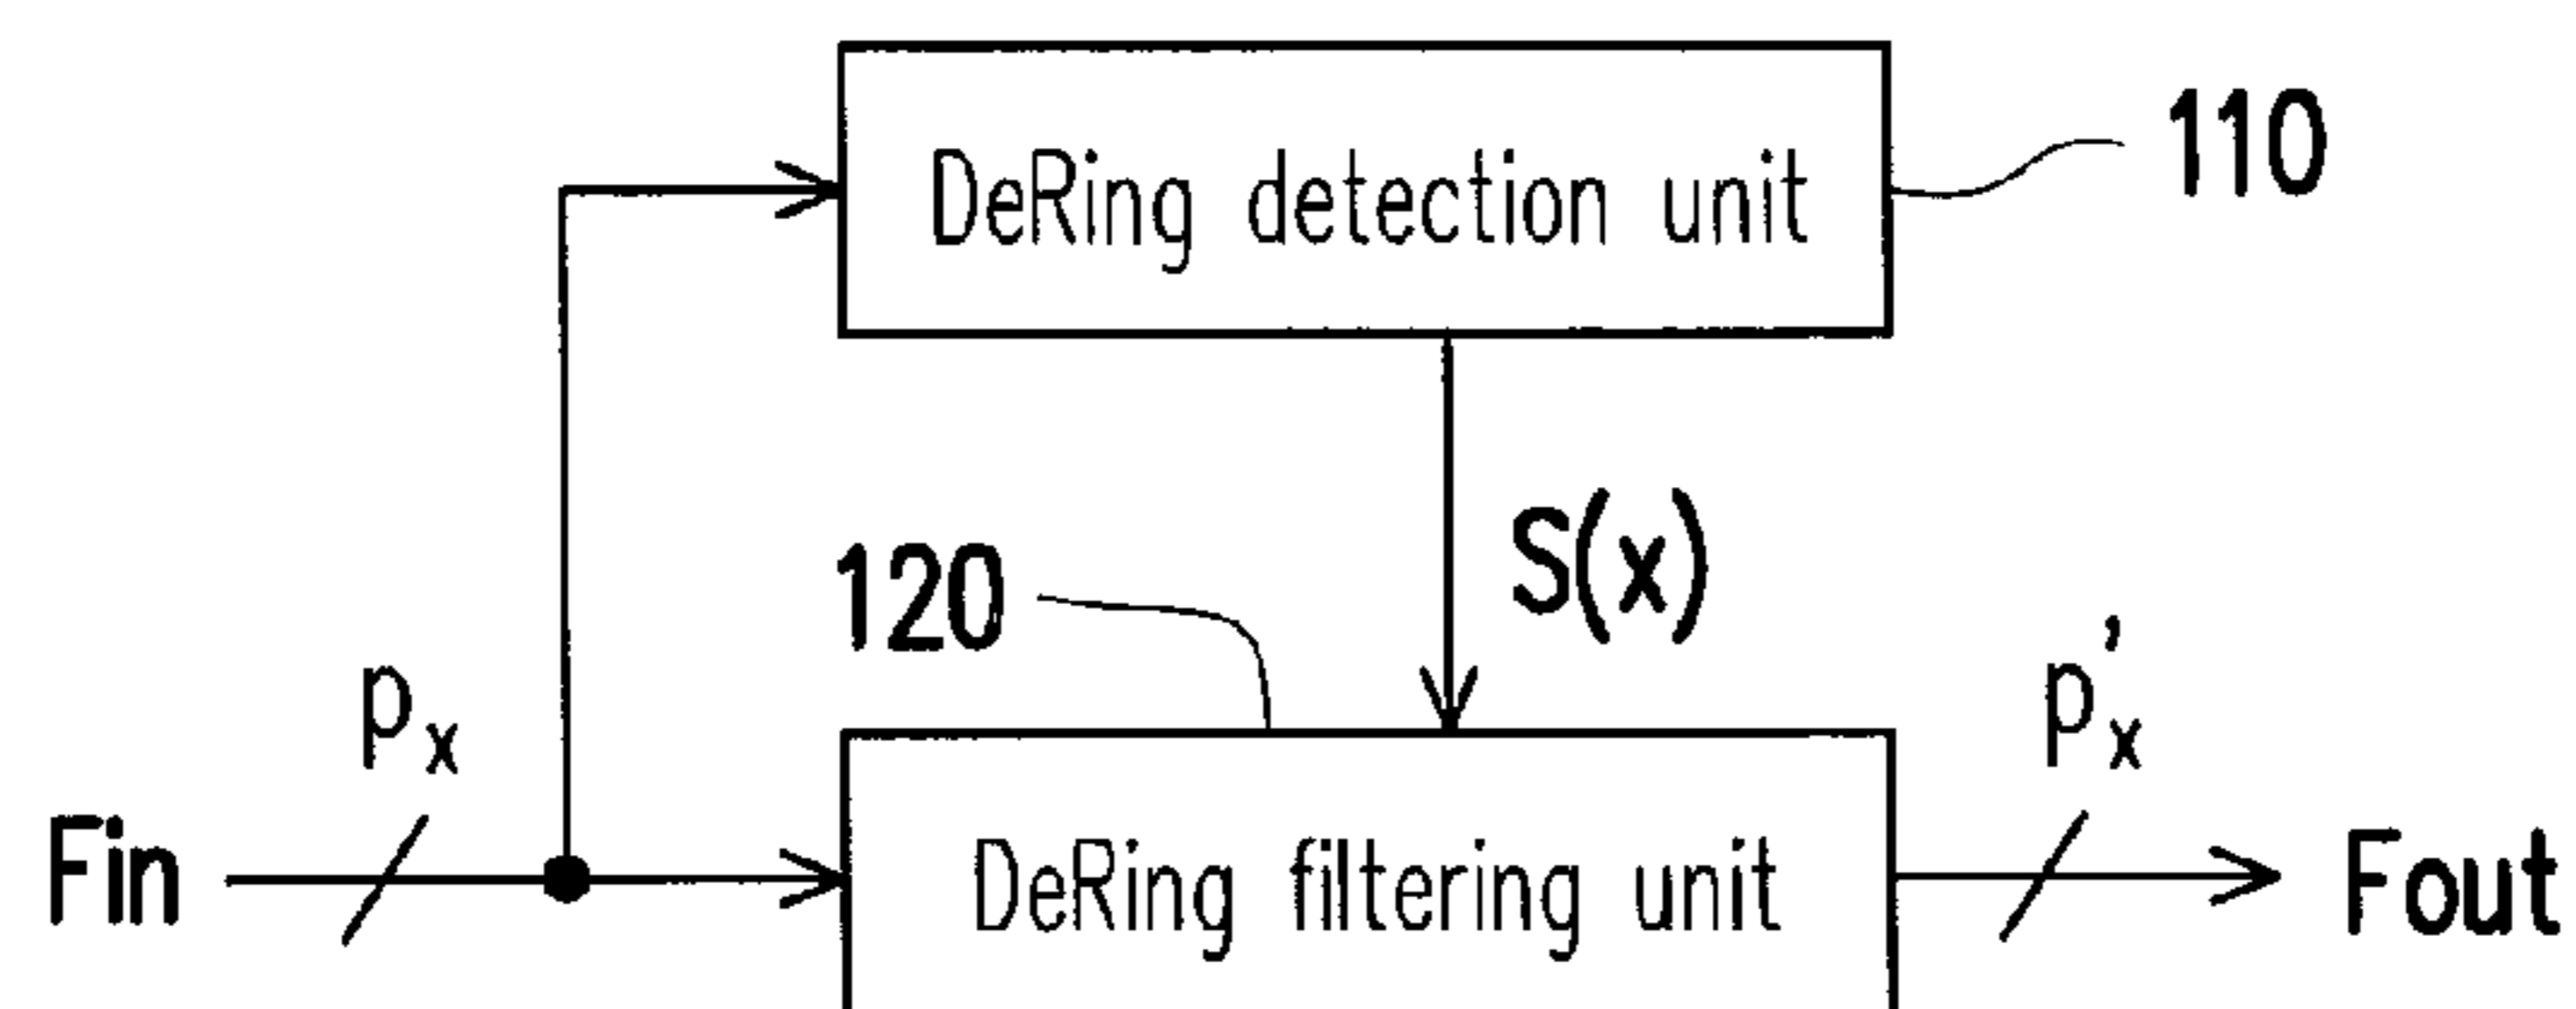 DeRing detection unit
110
S(x)
120
px
p'x
Fin
DeRing filtering unit
Fout